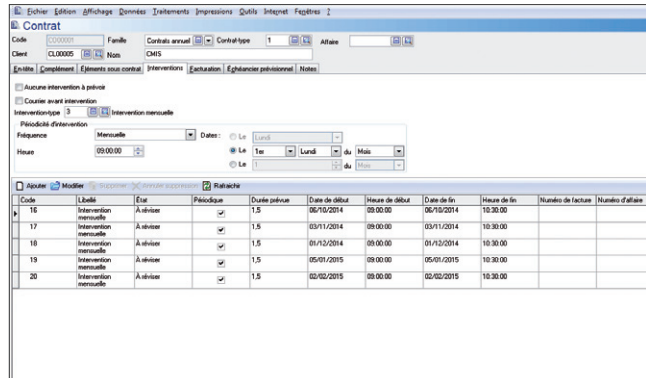 Fichier Edition Affichage Données Traitements Impressions Outils Internet Fenêtres ?
Contrat
Code CO00001 Famille Contrats annuel Contrat-type 1 Affaire
Client CL00005 Nom CMIS
En-tête Complément Éléments sous contrat Interventions Facturation Échéancier prévisionnel Notes
Aucune intervention à prévoir
Courrier avant intervention
Intervention-type 3 Intervention mensuelle
Périodicité d'intervention
Fréquence Mensuelle Dates : Le Lundi
Heure 09:00:00 Le 1er Lundi du Mois
Le 1 du Mois
Ajouter Modifier Supprimer Annuler suppression Rafraichir
Code Libellé État Périodique Durée prévue Date de début Heure de début Date de fin Heure de fin Numéro de facture Numéro d'affaire
16 Intervention mensuelle À réviser 1,5 06/10/2014 09:00:00 06/10/2014 10:30:00
17 Intervention mensuelle À réviser 1,5 03/11/2014 09:00:00 03/11/2014 10:30:00
18 Intervention mensuelle À réviser 1,5 01/12/2014 09:00:00 01/12/2014 10:30:00
19 Intervention mensuelle À réviser 1,5 05/01/2015 09:00:00 05/01/2015 10:30:00
20 Intervention mensuelle À réviser 1,5 02/02/2015 09:00:00 02/02/2015 10:30:00